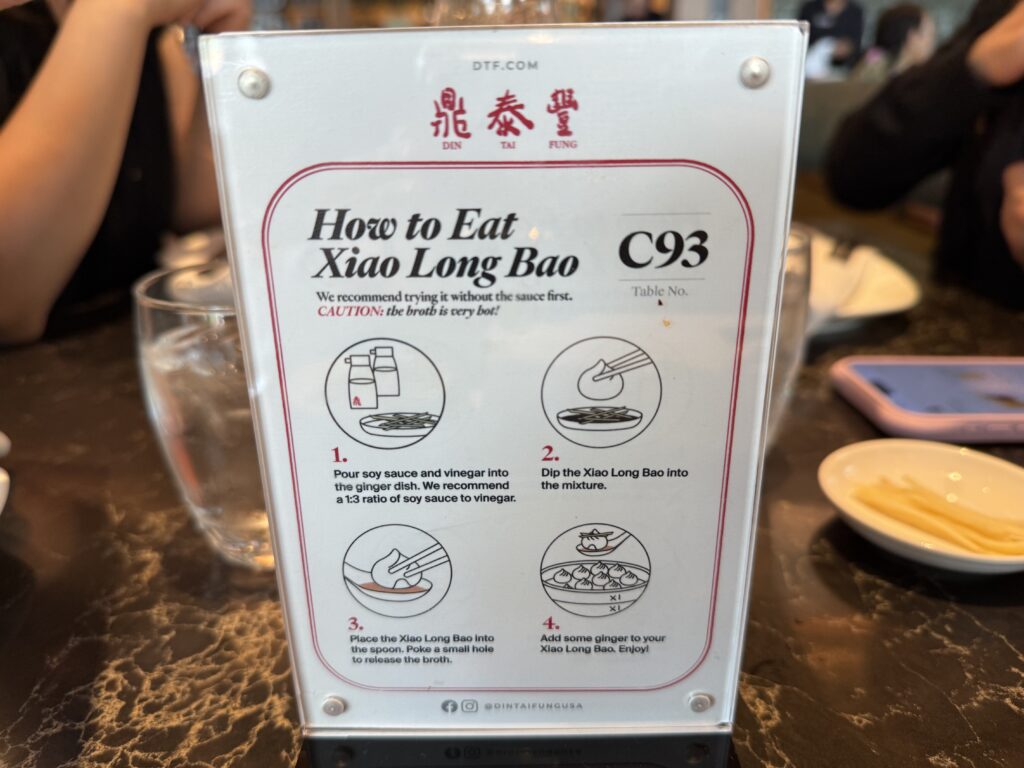 DTF.COM
鼎泰豐
DIN TAI FUNG
How to Eat
Xiao Long Bao
We recommend trying it without the sauce first.
CAUTION: the broth is very hot!
C93
Table No.
1.
Pour soy sauce and vinegar into
the ginger dish. We recommend
a 1:3 ratio of soy sauce to vinegar.
2.
Dip the Xiao Long Bao into
the mixture.
3.
Place the Xiao Long Bao into
the spoon. Poke a small hole
to release the broth.
4.
Add some ginger to your
Xiao Long Bao. Enjoy!
@DINTAIFUNGUSA